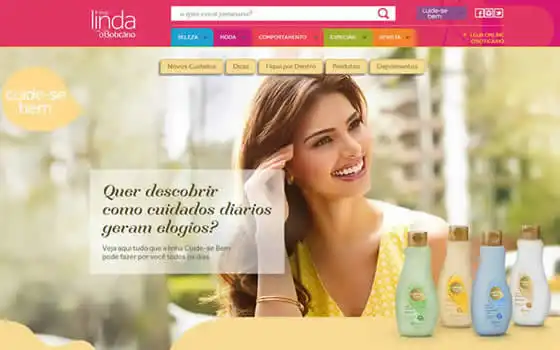 linda
oBoticário
o que você procura?
cuide-se
bem
BELEZA
MODA
COMPORTAMENTO
ESPECIAIS
REVISTA
LOJA ONLINE
OBOTICÁRIO
Novos Cuidados
Dicas
Fique por Dentro
Produtos
Depoimentos
cuide-se
bem
Quer descobrir
como cuidados diários
geram elogios?
Veja aqui tudo que a linha Cuide-se Bem
pode fazer por você todos os dias.